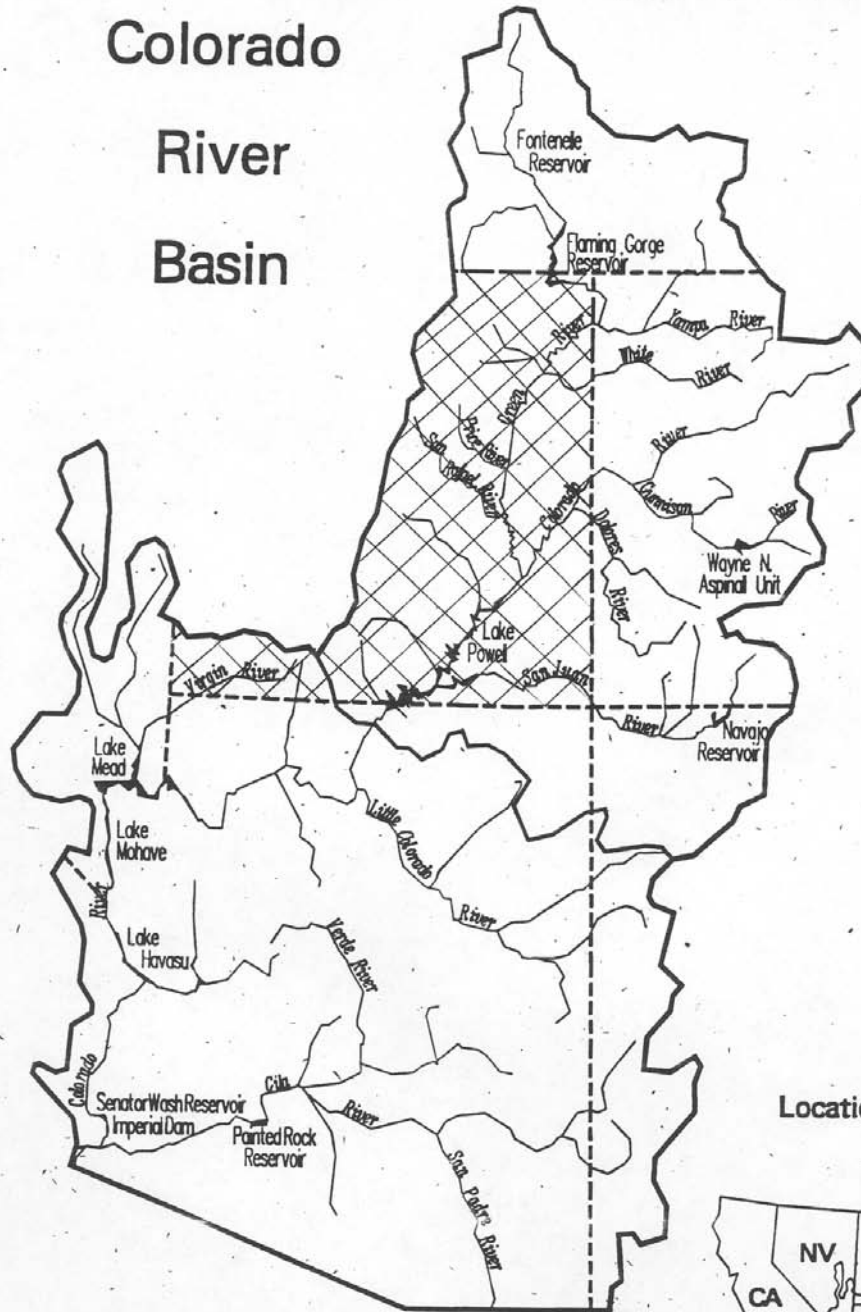 Colorado
River
Basin
Fontenelle
Reservoir
Flaming Gorge
Reservoir
River
Yampa River
White
River
Green
Price River
San Rafael River
River
Colorado
Gunnison
River
Dolores
River
Wayne N.
Aspinall Unit
Lake
Powell
Virgin River
San Juan
River
Navajo
Reservoir
Lake
Mead
Lake
Mohave
Little Colorado
River
River
Lake
Havasu
Verde River
Colorado
Senator Wash Reservoir
Imperial Dam
Gila
River
Painted Rock
Reservoir
San Padre River
Locatio
NV
CA